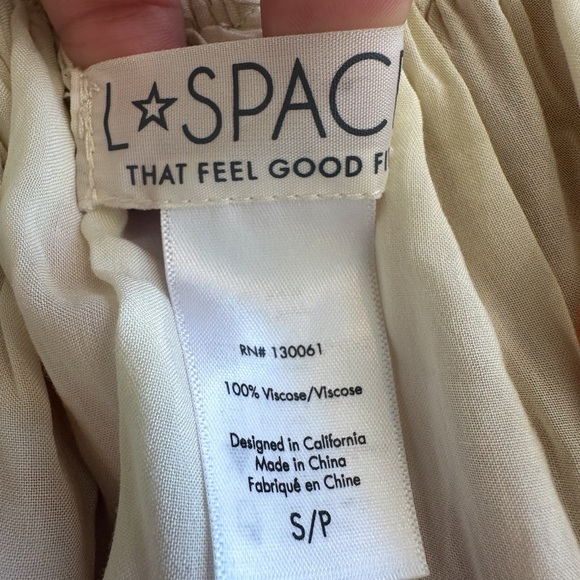 L☆SPAC
THAT FEEL GOOD FI
RN# 130061
100% Viscose/Viscose
Designed in California
Made in China
Fabriqué en Chine
S/P